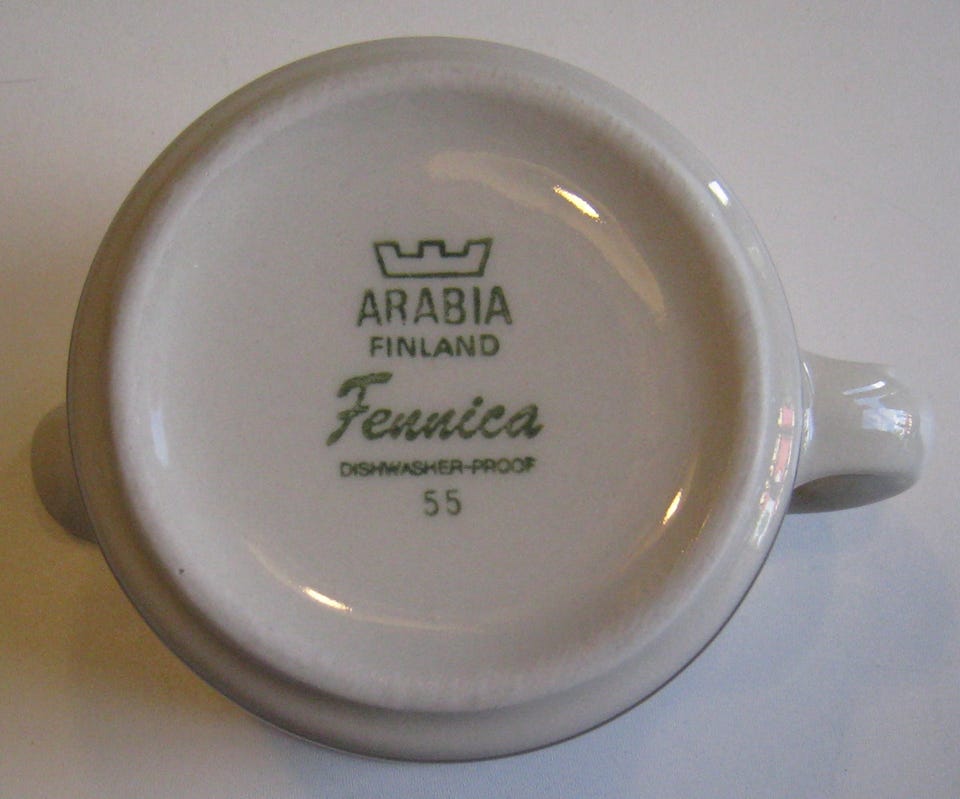 ARABIA
FINLAND
Fennica
DISHWASHER-PROOF
55